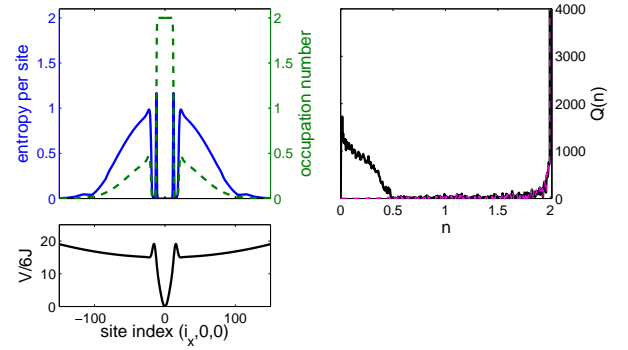 2
1.5
1
0.5
0
entropy per site
2
1.5
1
0.5
0
occupation number
20
10
0
V/6J
−100 0 100
site index (i_x,0,0)
4000
3000
2000
1000
0
Q(n)
0 0.5 1 1.5 2
n